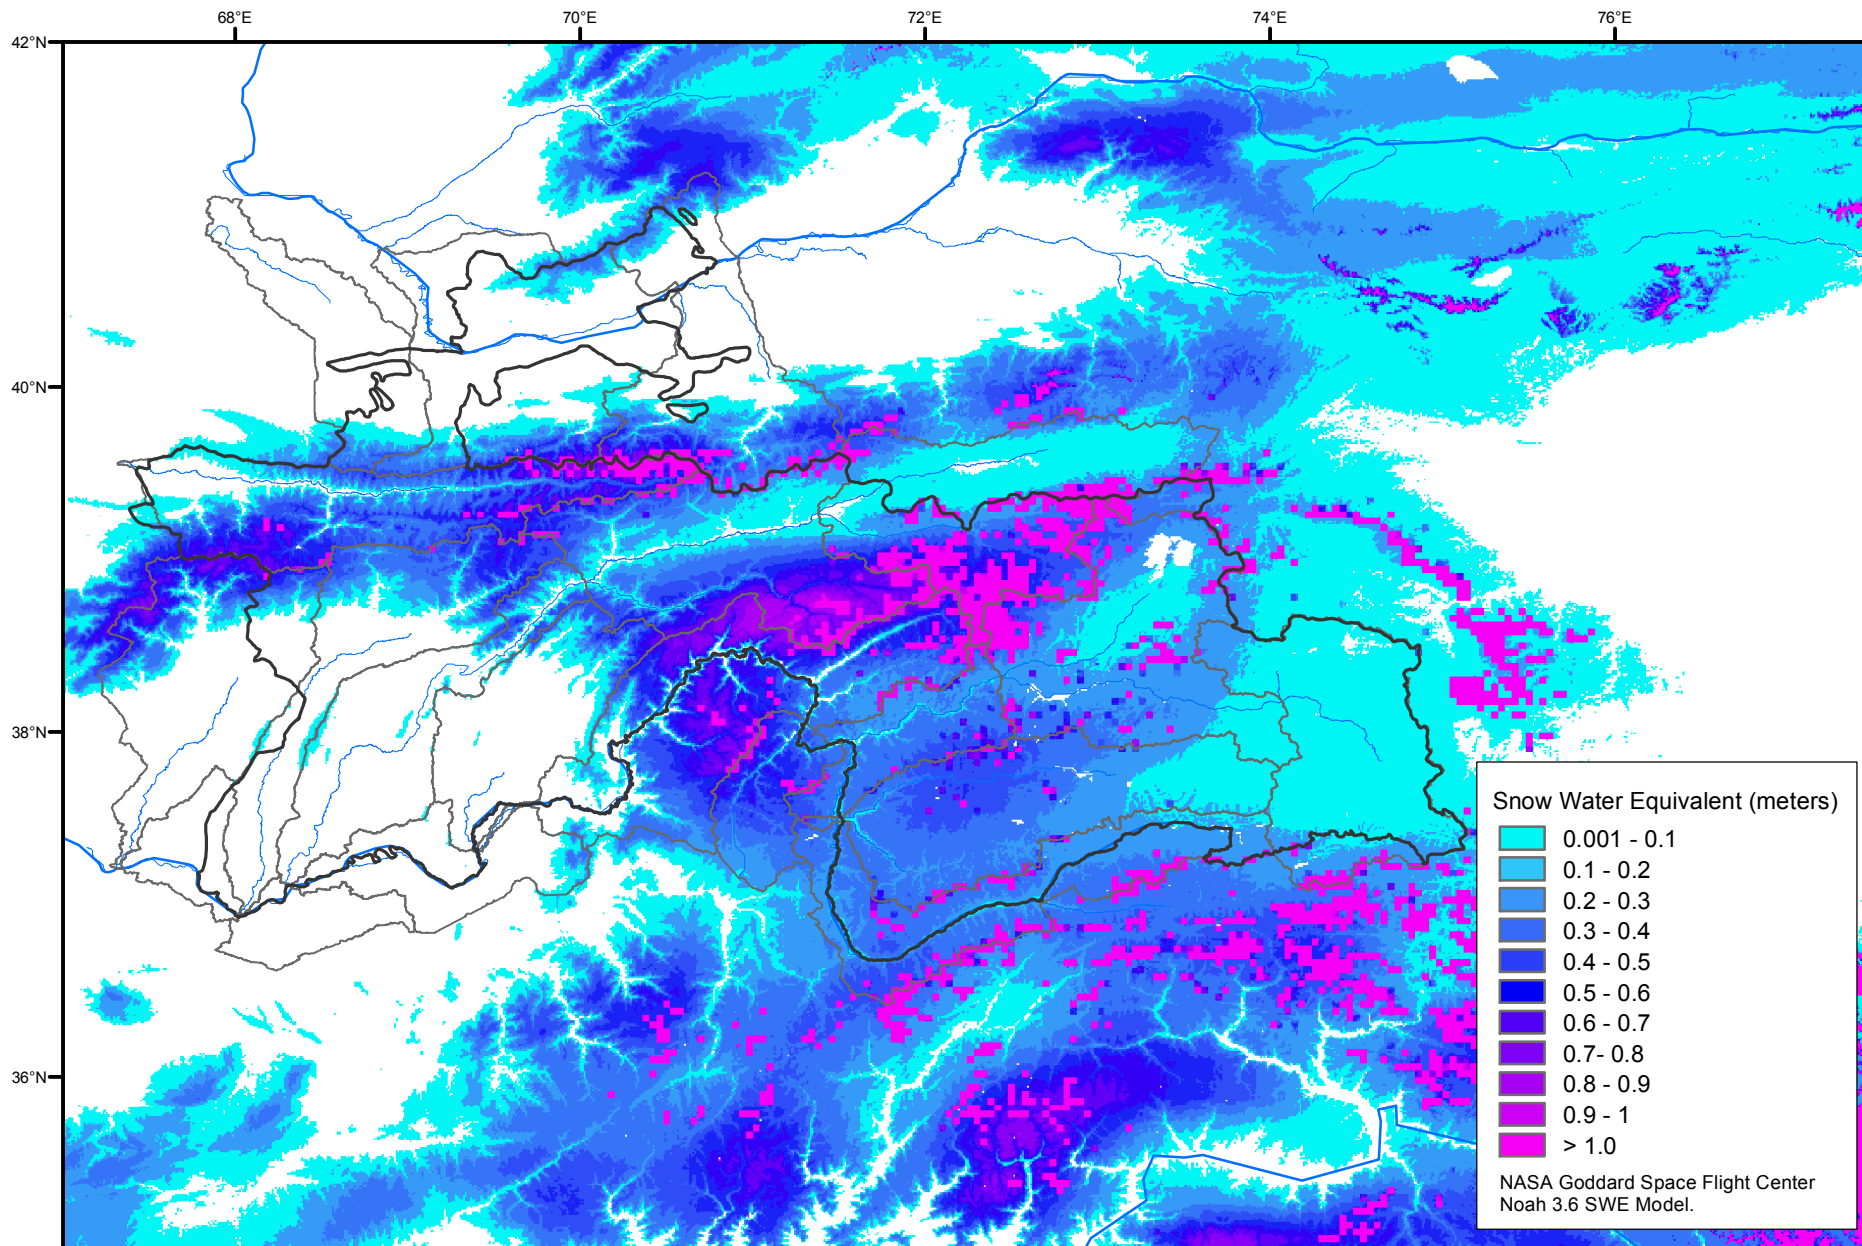 68°E 70°E 72°E 74°E 76°E
42°N
40°N
38°N
36°N
Snow Water Equivalent (meters)
0.001 - 0.1
0.1 - 0.2
0.2 - 0.3
0.3 - 0.4
0.4 - 0.5
0.5 - 0.6
0.6 - 0.7
0.7- 0.8
0.8 - 0.9
0.9 - 1
> 1.0
NASA Goddard Space Flight Center
Noah 3.6 SWE Model.